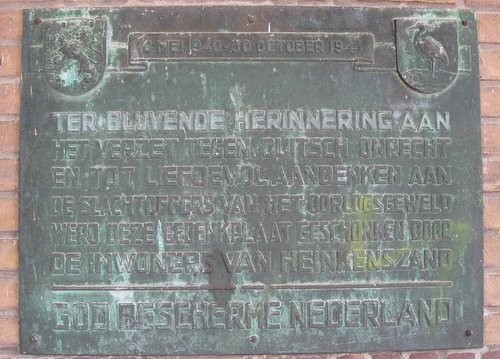 10 MEI 1940-30 OCTOBER 1944
TER BLIJVENDE HERINNERING AAN
HET VERZET TEGEN DUITSCH ONRECHT
EN TOT LIEFDEVOL AANDENKEN AAN
DE SLACHTOFFERS VAN HET OORLOGSGEWELD
WERD DEZE GEDENKPLAAT GESCHONKEN DOOR
DE INWONERS VAN HEINKENSZAND
GOD BESCHERME NEDERLAND